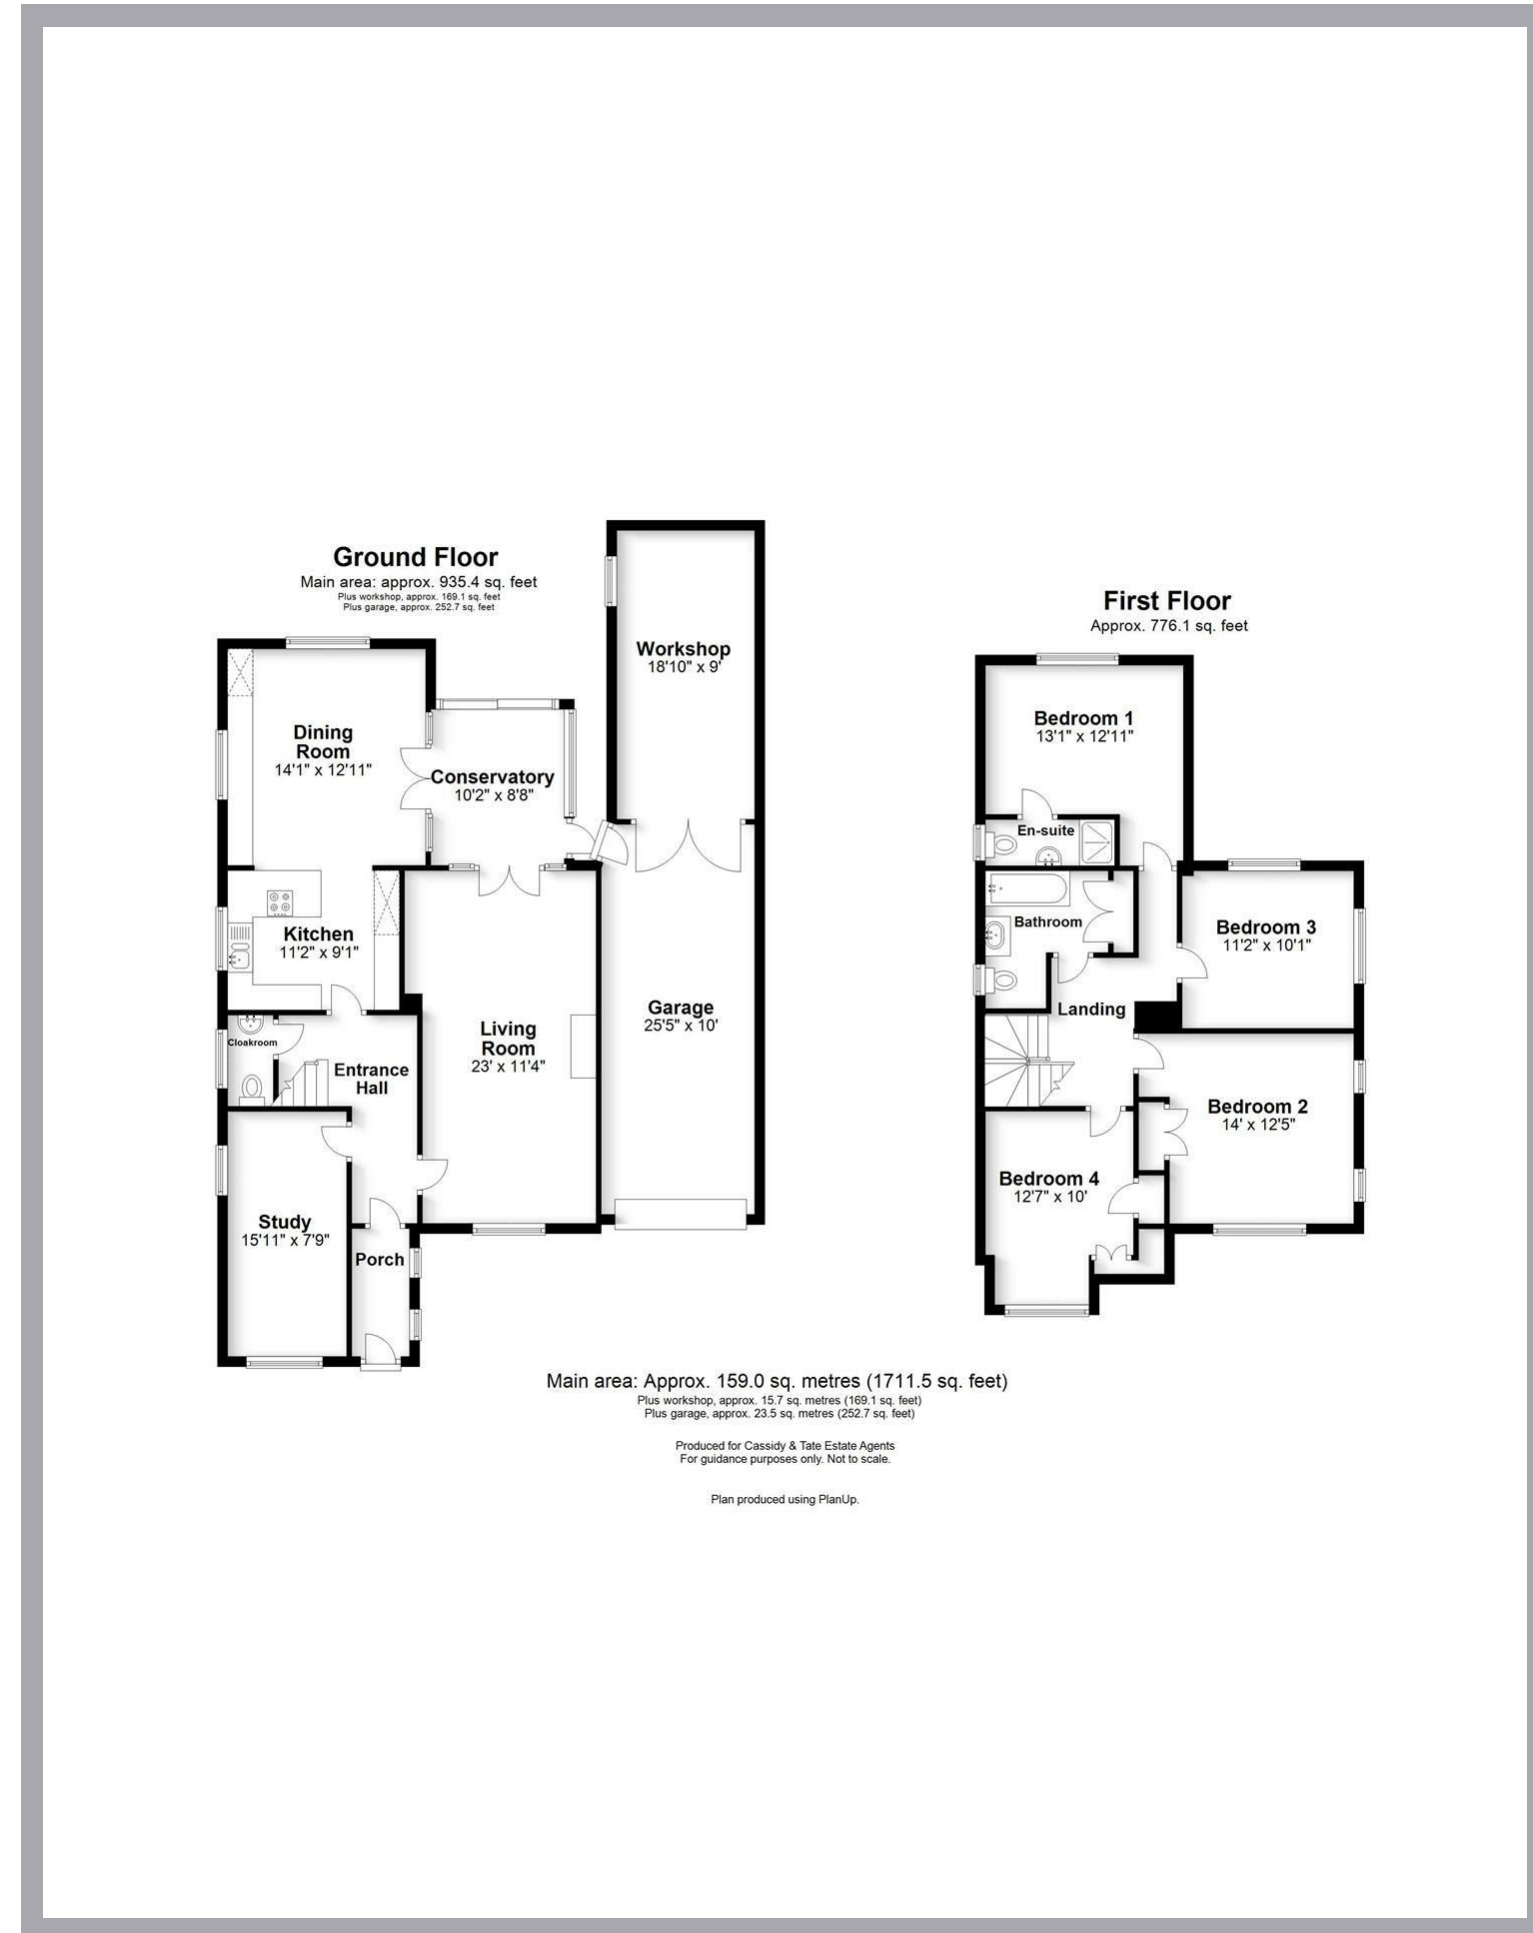 Ground Floor
Main area: approx. 935.4 sq. feet
Plus workshop, approx. 169.1 sq. feet
Plus garage, approx. 252.7 sq. feet
Workshop
18'10" x 9'
Dining
Room
14'1" x 12'11"
Conservatory
10'2" x 8'8"
Kitchen
11'2" x 9'1"
Cloakroom
Entrance
Hall
Living
Room
23' x 11'4"
Garage
25'5" x 10'
Study
15'11" x 7'9"
Porch
First Floor
Approx. 776.1 sq. feet
Bedroom 1
13'1" x 12'11"
En-suite
Bathroom
Bedroom 3
11'2" x 10'1"
Landing
Bedroom 2
14' x 12'5"
Bedroom 4
12'7" x 10'
Main area: Approx. 159.0 sq. metres (1711.5 sq. feet)
Plus workshop, approx. 15.7 sq. metres (169.1 sq. feet)
Plus garage, approx. 23.5 sq. metres (252.7 sq. feet)
Produced for Cassidy & Tate Estate Agents
For guidance purposes only. Not to scale.
Plan produced using PlanUp.